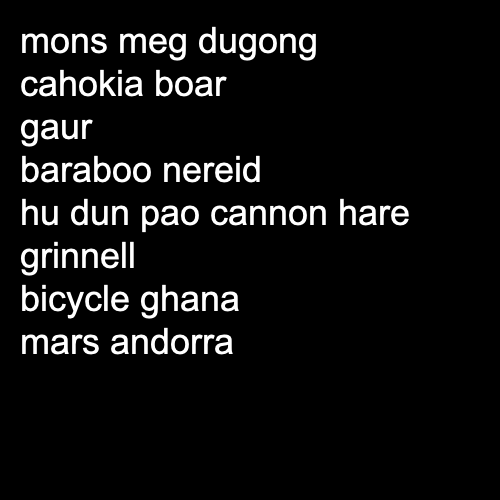 mons meg dugong
cahokia boar
gaur
baraboo nereid
hu dun pao cannon hare
grinnell
bicycle ghana
mars andorra